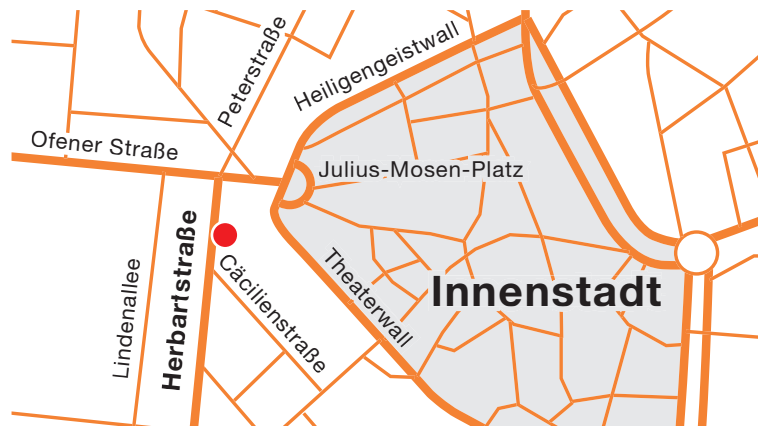 Peterstraße
Heiligengeistwall
Ofener Straße
Julius-Mosen-Platz
Herbartstraße
Lindenallee
Cäcilienstraße
Theaterwall
Innenstadt